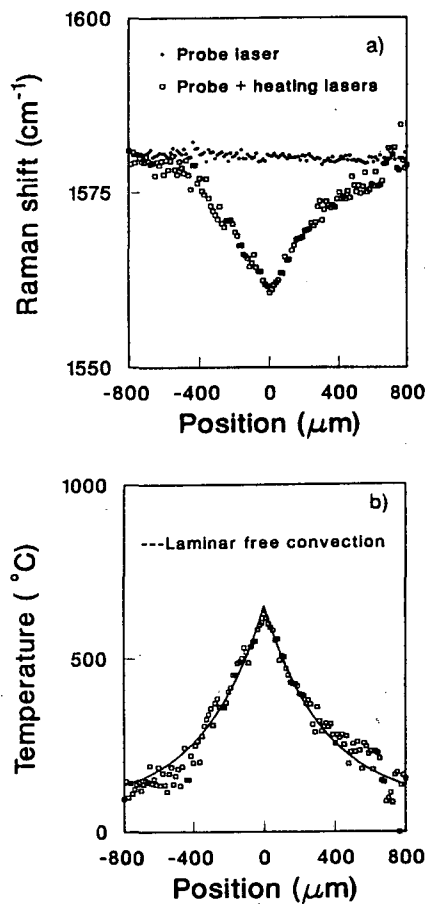 1600
a)
Probe laser
Probe + heating lasers
Raman shift (cm-1)
1575
1550
-800 -400 0 400 800
Position (μm)
1000
b)
---Laminar free convection
Temperature ( °C)
500
0
-800 -400 0 400 800
Position (μm)